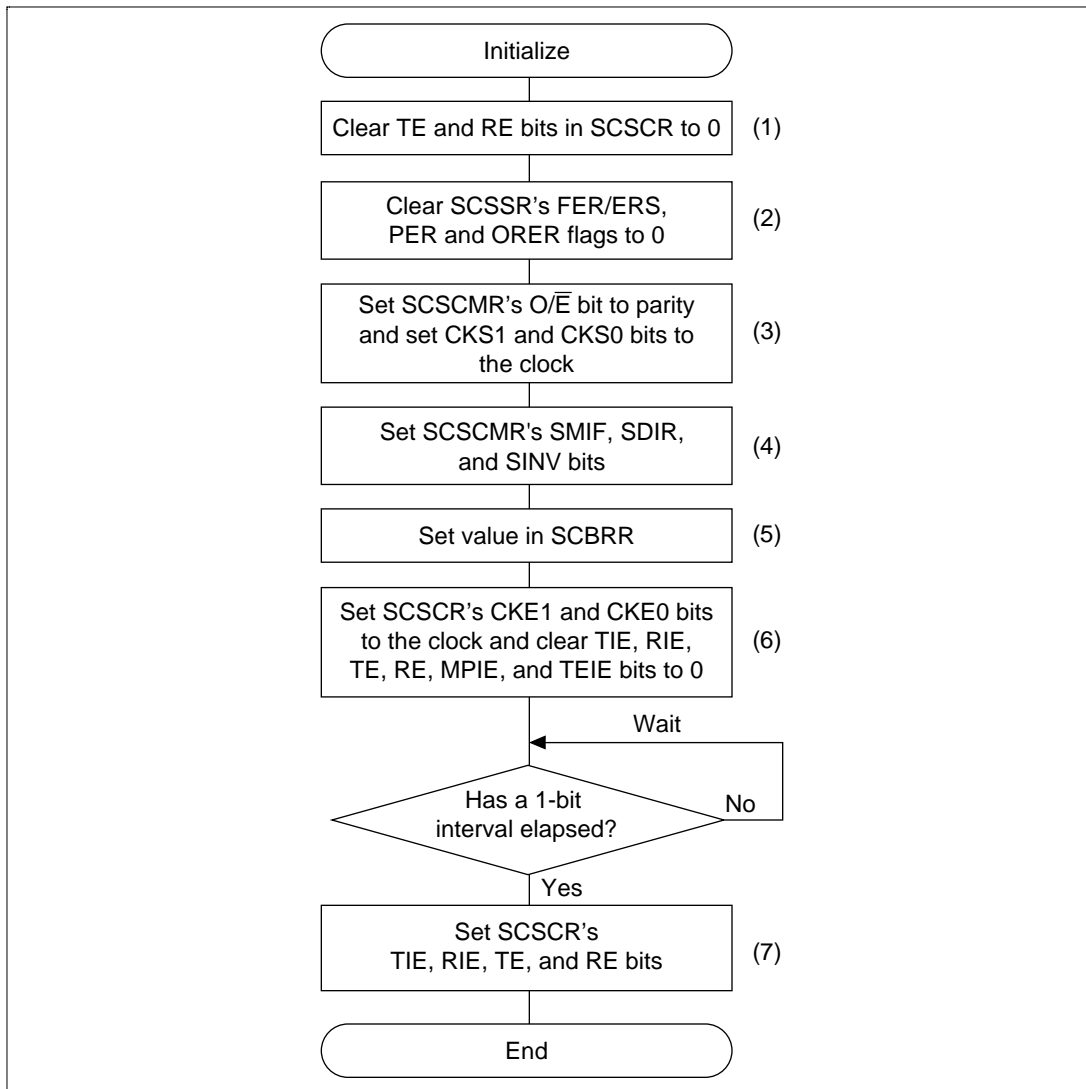 Initialize
Clear TE and RE bits in SCSCR to 0
(1)
Clear SCSSR’s FER/ERS,
PER and ORER flags to 0
(2)
Set SCSCMR’s O/E̅ bit to parity
and set CKS1 and CKS0 bits to
the clock
(3)
Set SCSCMR's SMIF, SDIR,
and SINV bits
(4)
Set value in SCBRR
(5)
Set SCSCR’s CKE1 and CKE0 bits
to the clock and clear TIE, RIE,
TE, RE, MPIE, and TEIE bits to 0
(6)
Wait
Has a 1-bit
interval elapsed?
No
Yes
Set SCSCR’s
TIE, RIE, TE, and RE bits
(7)
End